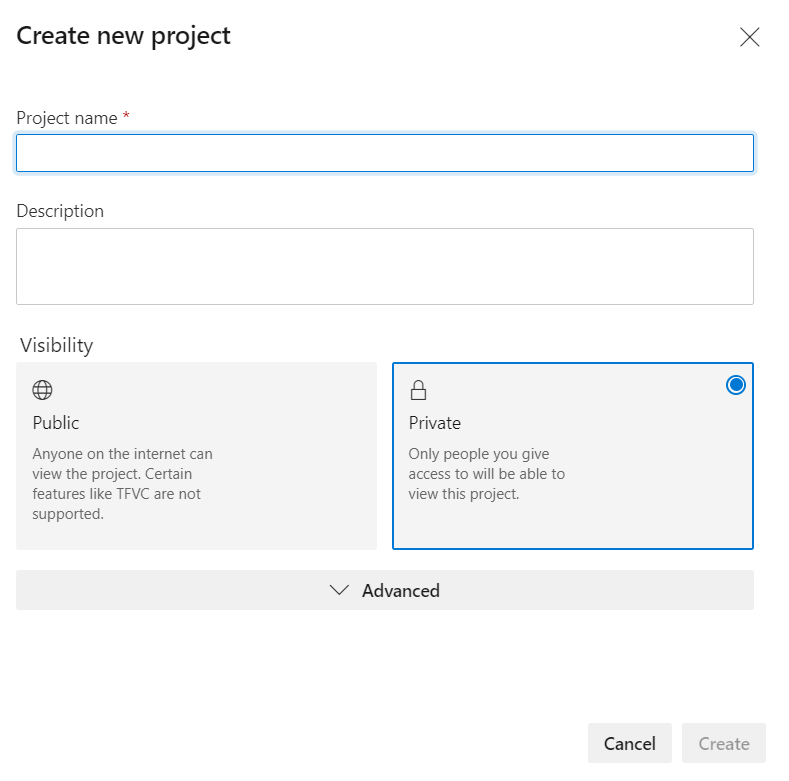 Create new project
Project name *
Description
Visibility
Public
Anyone on the internet can
view the project. Certain
features like TFVC are not
supported.
Private
Only people you give
access to will be able to
view this project.
Advanced
Cancel
Create